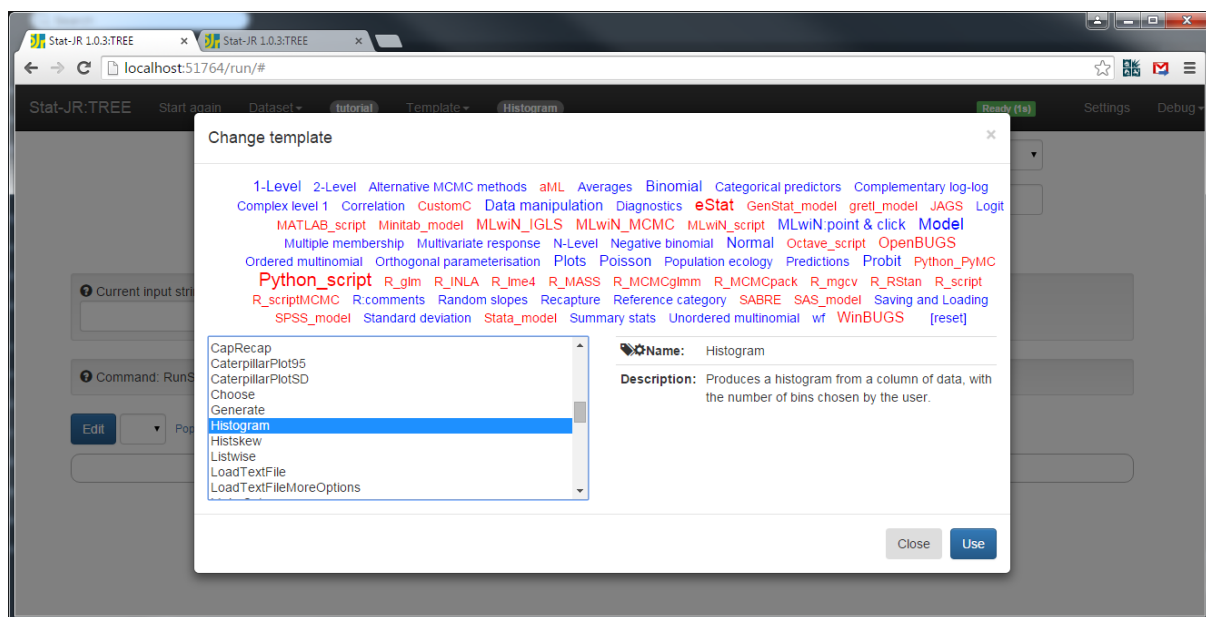 Search
Stat-JR 1.0.3:TREE × Stat-JR 1.0.3:TREE ×
localhost:51764/run/#
Stat-JR:TREE Start again Dataset tutorial Template Histogram Ready (1s) Settings Debug
Change template ×
1-Level 2-Level Alternative MCMC methods aML Averages Binomial Categorical predictors Complementary log-log
Complex level 1 Correlation CustomC Data manipulation Diagnostics eStat GenStat_model gretl_model JAGS Logit
MATLAB_script Minitab_model MLwiN_IGLS MLwiN_MCMC MLwiN_script MLwiN:point & click Model
Multiple membership Multivariate response N-Level Negative binomial Normal Octave_script OpenBUGS
Ordered multinomial Orthogonal parameterisation Plots Poisson Population ecology Predictions Probit Python_PyMC
Python_script R_glm R_INLA R_lme4 R_MASS R_MCMCglmm R_MCMCpack R_mgcv R_RStan R_script
R_scriptMCMC R:comments Random slopes Recapture Reference category SABRE SAS_model Saving and Loading
SPSS_model Standard deviation Stata_model Summary stats Unordered multinomial wf WinBUGS [reset]
Current input stri
Command: RunS
Edit Pop
CapRecap
CaterpillarPlot95
CaterpillarPlotSD
Choose
Generate
Histogram
Histskew
Listwise
LoadTextFile
LoadTextFileMoreOptions
Name: Histogram
Description: Produces a histogram from a column of data, with
the number of bins chosen by the user.
Close Use